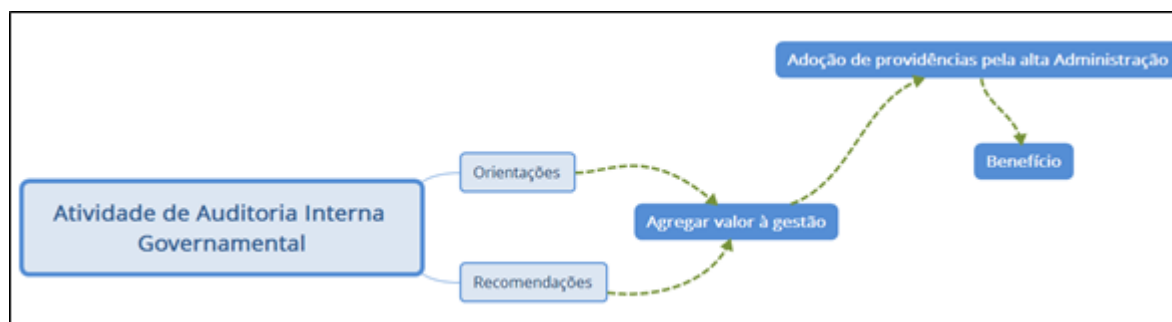 Adoção de providências pela alta Administração
Benefício
Orientações
Atividade de Auditoria Interna
Governamental
Agregar valor à gestão
Recomendações